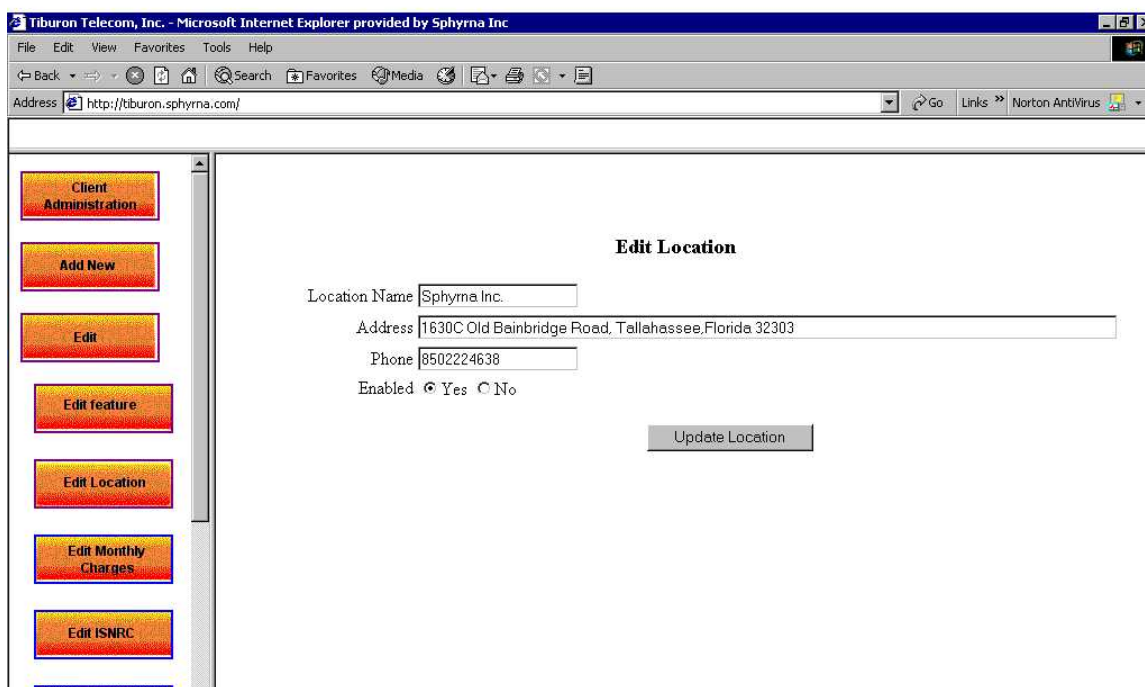 Tiburon Telecom, Inc. - Microsoft Internet Explorer provided by Sphyrna Inc
File Edit View Favorites Tools Help
Back Search Favorites Media
Address http://tiburon.sphyrna.com/ Go Links » Norton AntiVirus
Client
Administration
Add New
Edit
Edit feature
Edit Location
Edit Monthly
Charges
Edit ISNRC
Edit Location
Location Name Sphyrna Inc.
Address 1630C Old Bainbridge Road, Tallahassee,Florida 32303
Phone 8502224638
Enabled Yes No
Update Location